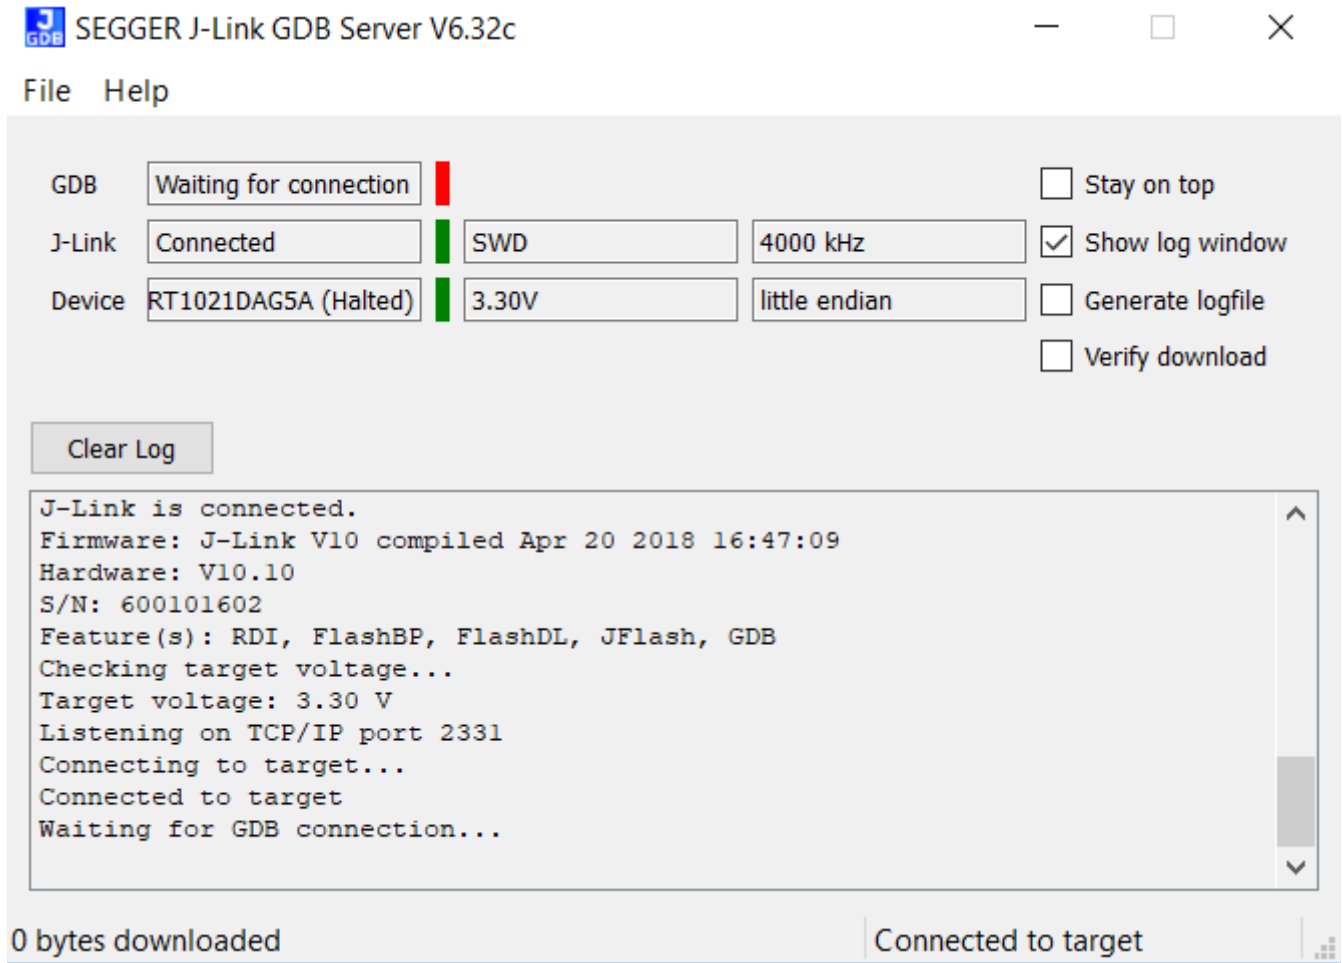 J
GDB
SEGGER J-Link GDB Server V6.32c
File Help
GDB Waiting for connection Stay on top
J-Link Connected SWD 4000 kHz Show log window
Device RT1021DAG5A (Halted) 3.30V little endian Generate logfile
Verify download
Clear Log
J-Link is connected.
Firmware: J-Link V10 compiled Apr 20 2018 16:47:09
Hardware: V10.10
S/N: 600101602
Feature(s): RDI, FlashBP, FlashDL, JFlash, GDB
Checking target voltage...
Target voltage: 3.30 V
Listening on TCP/IP port 2331
Connecting to target...
Connected to target
Waiting for GDB connection...
0 bytes downloaded Connected to target